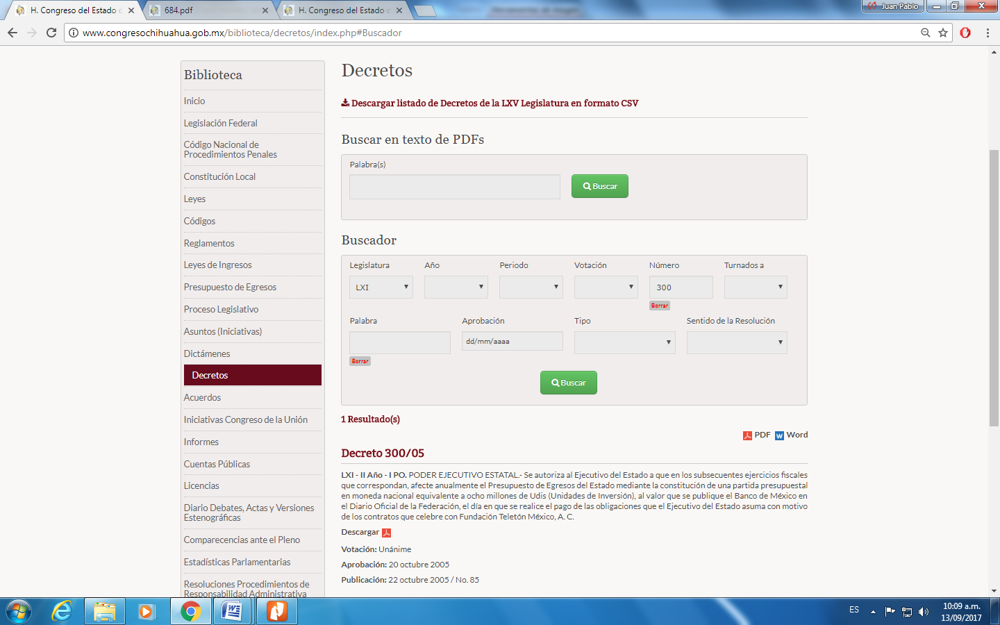 H. Congreso del Estado d
684.pdf
H. Congreso del Estado d
Juan Pablo
www.congresochihuahua.gob.mx/biblioteca/decretos/index.php#Buscador
Biblioteca
Inicio
Legislación Federal
Código Nacional de
Procedimientos Penales
Constitución Local
Leyes
Códigos
Reglamentos
Leyes de Ingresos
Presupuesto de Egresos
Proceso Legislativo
Asuntos (Iniciativas)
Dictámenes
Decretos
Acuerdos
Iniciativas Congreso de la Unión
Informes
Cuentas Públicas
Licencias
Diario Debates, Actas y Versiones
Estenográficas
Comparecencias ante el Pleno
Estadísticas Parlamentarias
Resoluciones Procedimientos de
Responsabilidad Administrativa
Decretos
Descargar listado de Decretos de la LXV Legislatura en formato CSV
Buscar en texto de PDFs
Palabra(s)
Buscar
Buscador
Legislatura Año Periodo Votación Número Turnados a
LXI 300
Borrar
Palabra Aprobación Tipo Sentido de la Resolución
dd/mm/aaaa
Borrar
Buscar
1 Resultado(s)
PDF Word
Decreto 300/05
LXI - II Año - I PO. PODER EJECUTIVO ESTATAL.- Se autoriza al Ejecutivo del Estado a que en los subsecuentes ejercicios fiscales
que correspondan, afecte anualmente el Presupuesto de Egresos del Estado mediante la constitución de una partida presupuestal
en moneda nacional equivalente a ocho millones de Udis (Unidades de Inversión), al valor que se publique el Banco de México en
el Diario Oficial de la Federación, el día en que se realice el pago de las obligaciones que el Ejecutivo del Estado asuma con motivo
de los contratos que celebre con Fundación Teletón México, A. C.
Descargar
Votación: Unánime
Aprobación: 20 octubre 2005
Publicación: 22 octubre 2005 / No. 85
ES
10:09 a.m.
13/09/2017